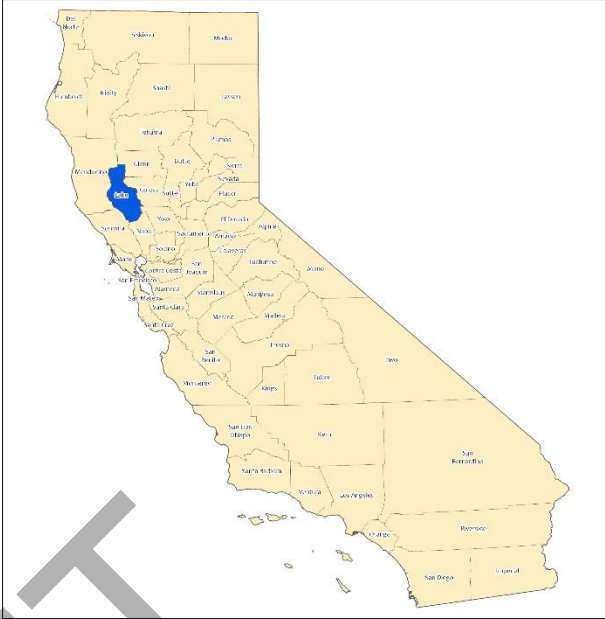 Del
Norte
Siskiyou
Modoc
Humboldt
Trinity
Shasta
Lassen
Tehama
Plumas
Mendocino
Glenn
Butte
Sierra
Nevada
Lake
Colusa
Sutter
Yuba
Placer
Sonoma
Napa
Yolo
El Dorado
Sacramento
Amador
Alpine
Solano
Calaveras
Marin
Tuolumne
Contra Costa
San
Joaquin
Mono
San Francisco
Alameda
San Mateo
Stanislaus
Mariposa
Santa Clara
Santa Cruz
Merced
Madera
San
Benito
Fresno
Inyo
Monterey
Kings
Tulare
San Luis
Obispo
Kern
San
Bernardino
Santa Barbara
Ventura
Los Angeles
Orange
Riverside
San Diego
Imperial
T